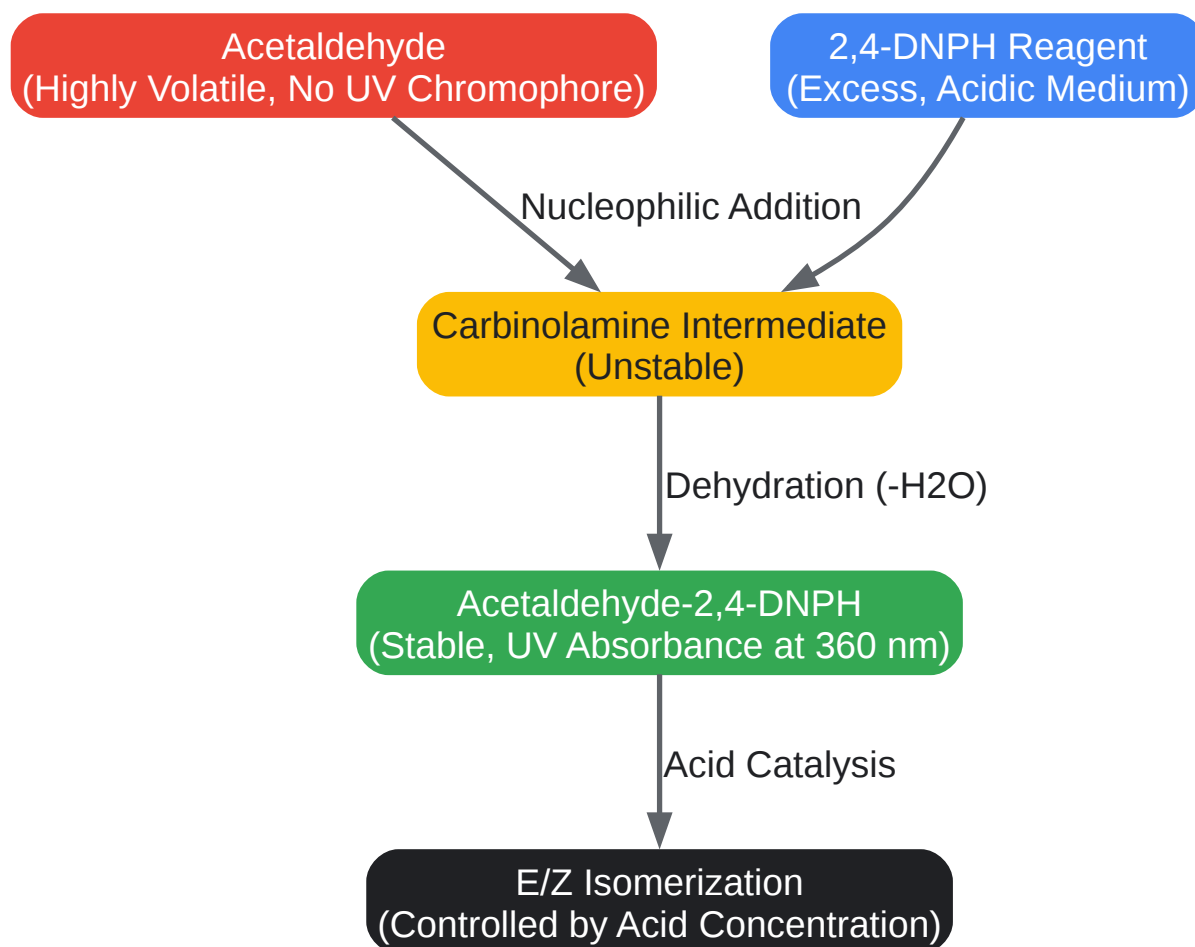 Acetaldehyde
(Highly Volatile, No UV Chromophore)
2,4-DNPH Reagent
(Excess, Acidic Medium)
Nucleophilic Addition
Carbinolamine Intermediate
(Unstable)
Dehydration (-H2O)
Acetaldehyde-2,4-DNPH
(Stable, UV Absorbance at 360 nm)
Acid Catalysis
E/Z Isomerization
(Controlled by Acid Concentration)